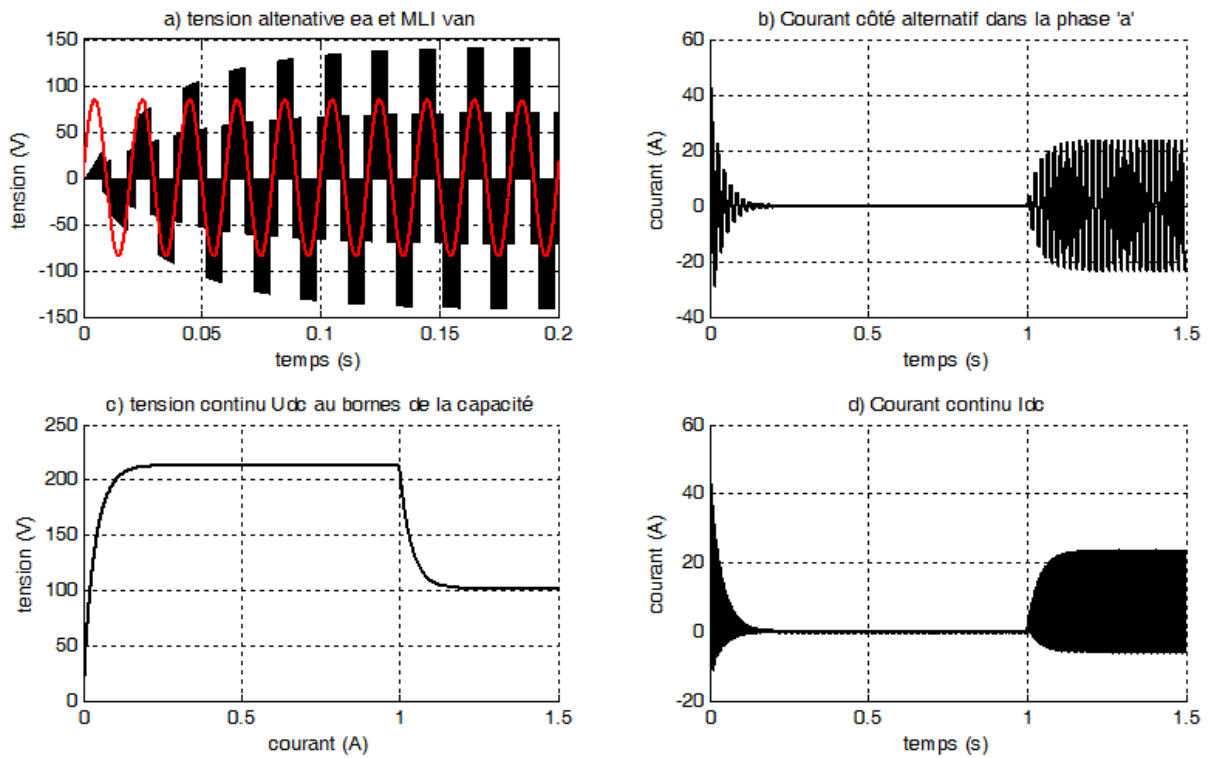 a) tension altenative ea et MLI van
150
100
50
0
-50
-100
-150
tension (V)
0 0.05 0.1 0.15 0.2
temps (s)
b) Courant côté alternatif dans la phase 'a'
60
40
20
0
-20
-40
courant (A)
0 0.5 1 1.5
temps (s)
c) tension continu Udc au bornes de la capacité
250
200
150
100
50
0
tension (V)
0 0.5 1 1.5
courant (A)
d) Courant continu Idc
60
40
20
0
-20
courant (A)
0 0.5 1 1.5
temps (s)